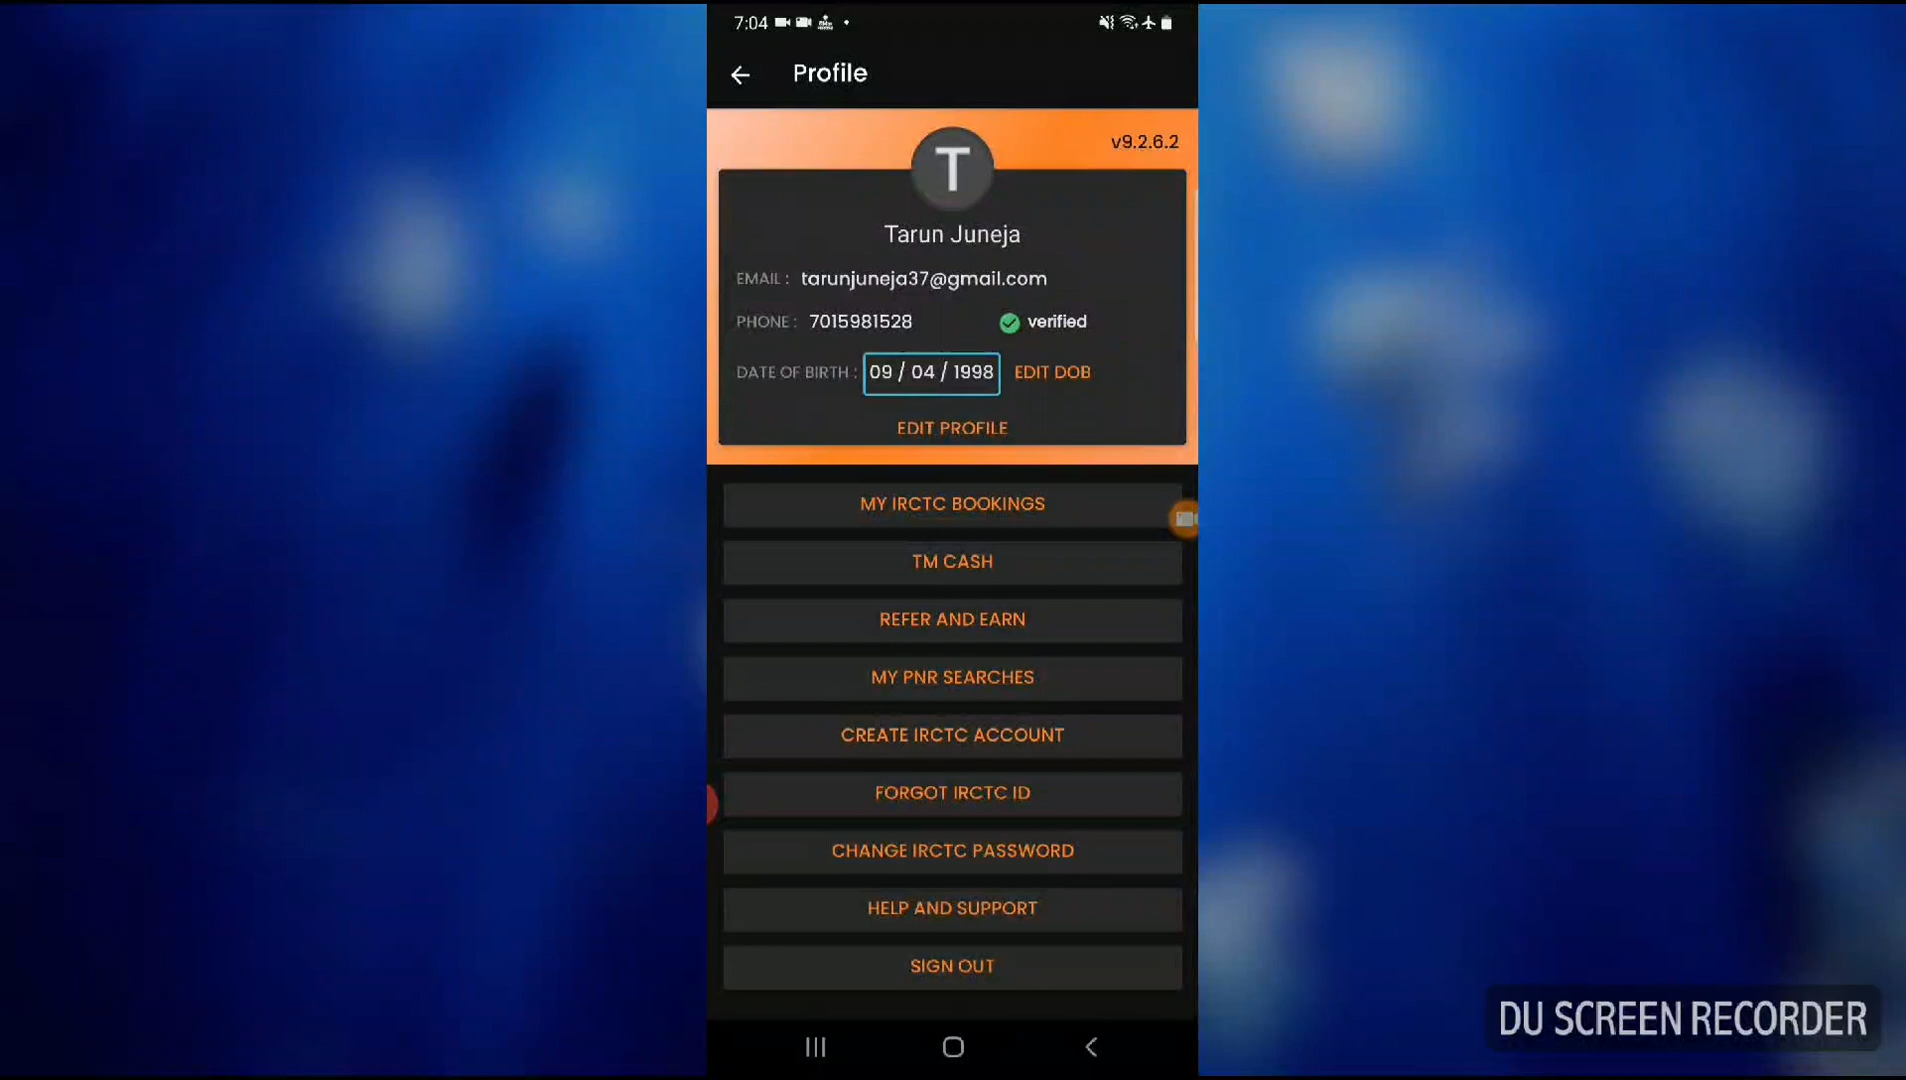 7:04
Profile
v9.2.6.2
T
Tarun Juneja
EMAIL : tarunjuneja37@gmail.com
PHONE : 7015981528 verified
DATE OF BIRTH : 09 / 04 / 1998 EDIT DOB
EDIT PROFILE
MY IRCTC BOOKINGS
TM CASH
REFER AND EARN
MY PNR SEARCHES
CREATE IRCTC ACCOUNT
FORGOT IRCTC ID
CHANGE IRCTC PASSWORD
HELP AND SUPPORT
SIGN OUT
DU SCREEN RECORDER